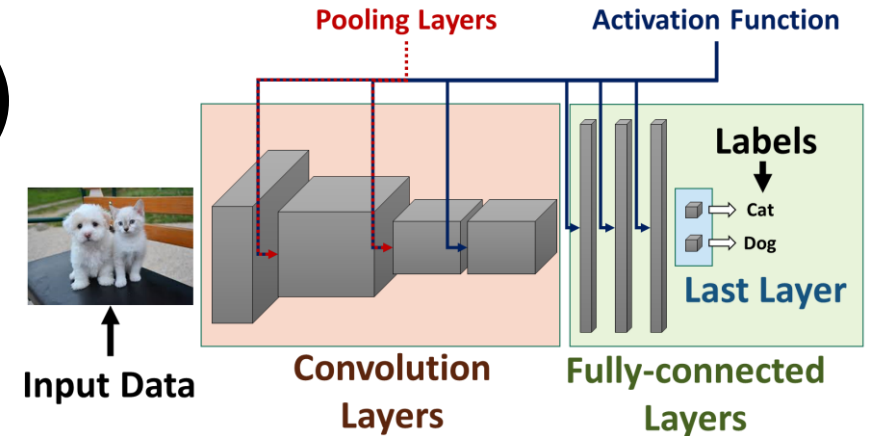 Pooling Layers
Activation Function
Labels
Cat
Dog
Last Layer
Input Data
Convolution
Layers
Fully-connected
Layers